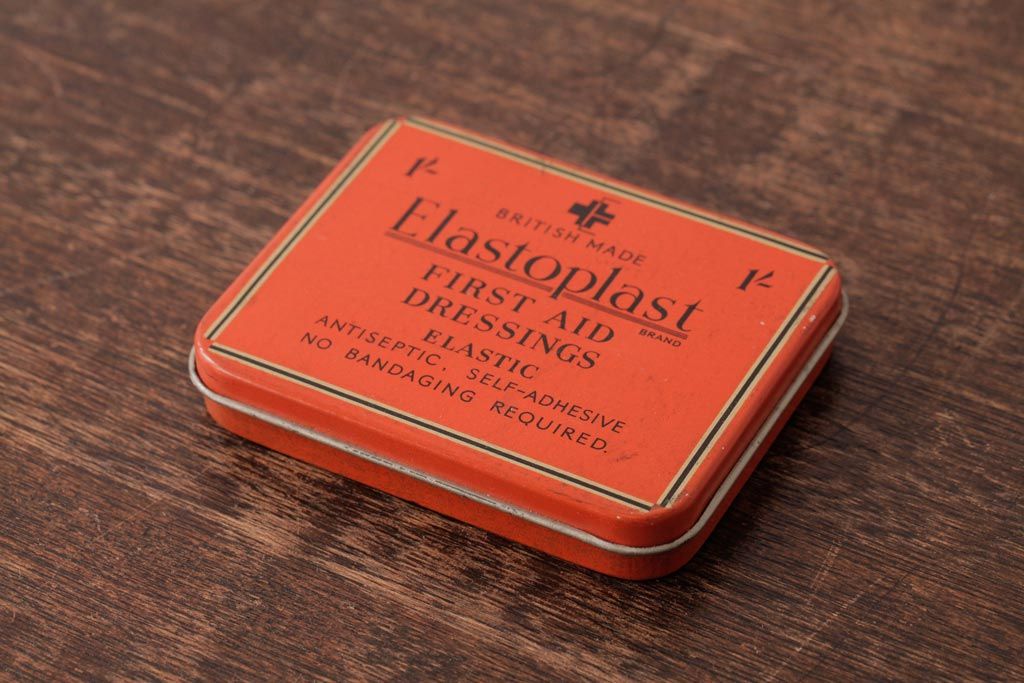 1/-
BRITISH MADE
Elastoplast
BRAND
1/-
FIRST AID
DRESSINGS
ELASTIC
ANTISEPTIC, SELF-ADHESIVE
NO BANDAGING REQUIRED.